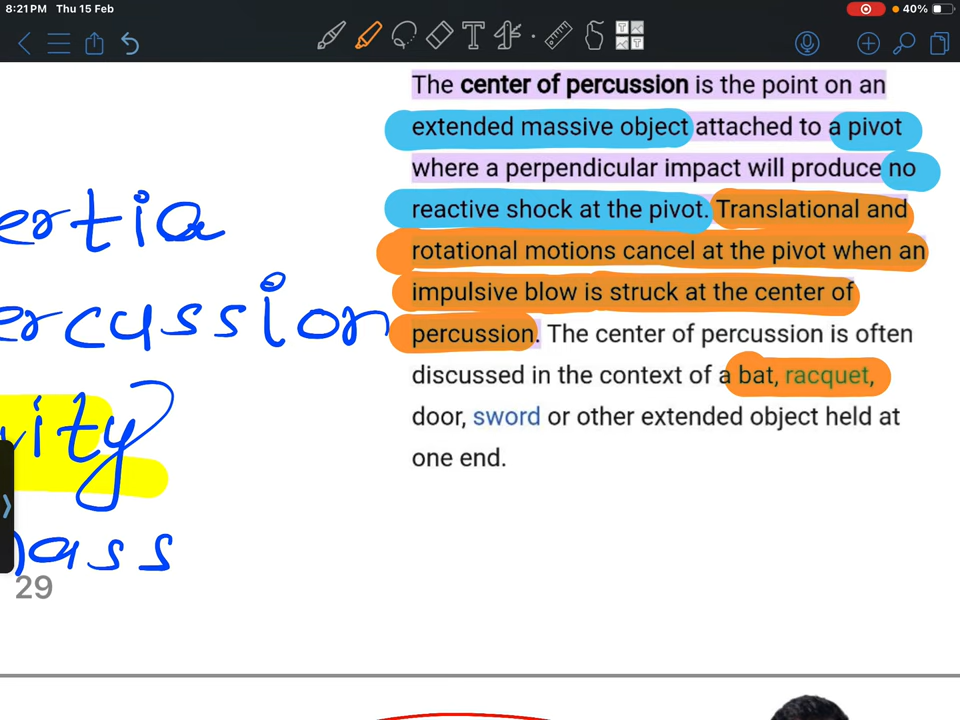 8:21 PM Thu 15 Feb
40%
The center of percussion is the point on an
extended massive object attached to a pivot
where a perpendicular impact will produce no
reactive shock at the pivot. Translational and
rotational motions cancel at the pivot when an
impulsive blow is struck at the center of
percussion. The center of percussion is often
discussed in the context of a bat, racquet,
door, sword or other extended object held at
one end.
ertia
ercussion
vity
mass
29